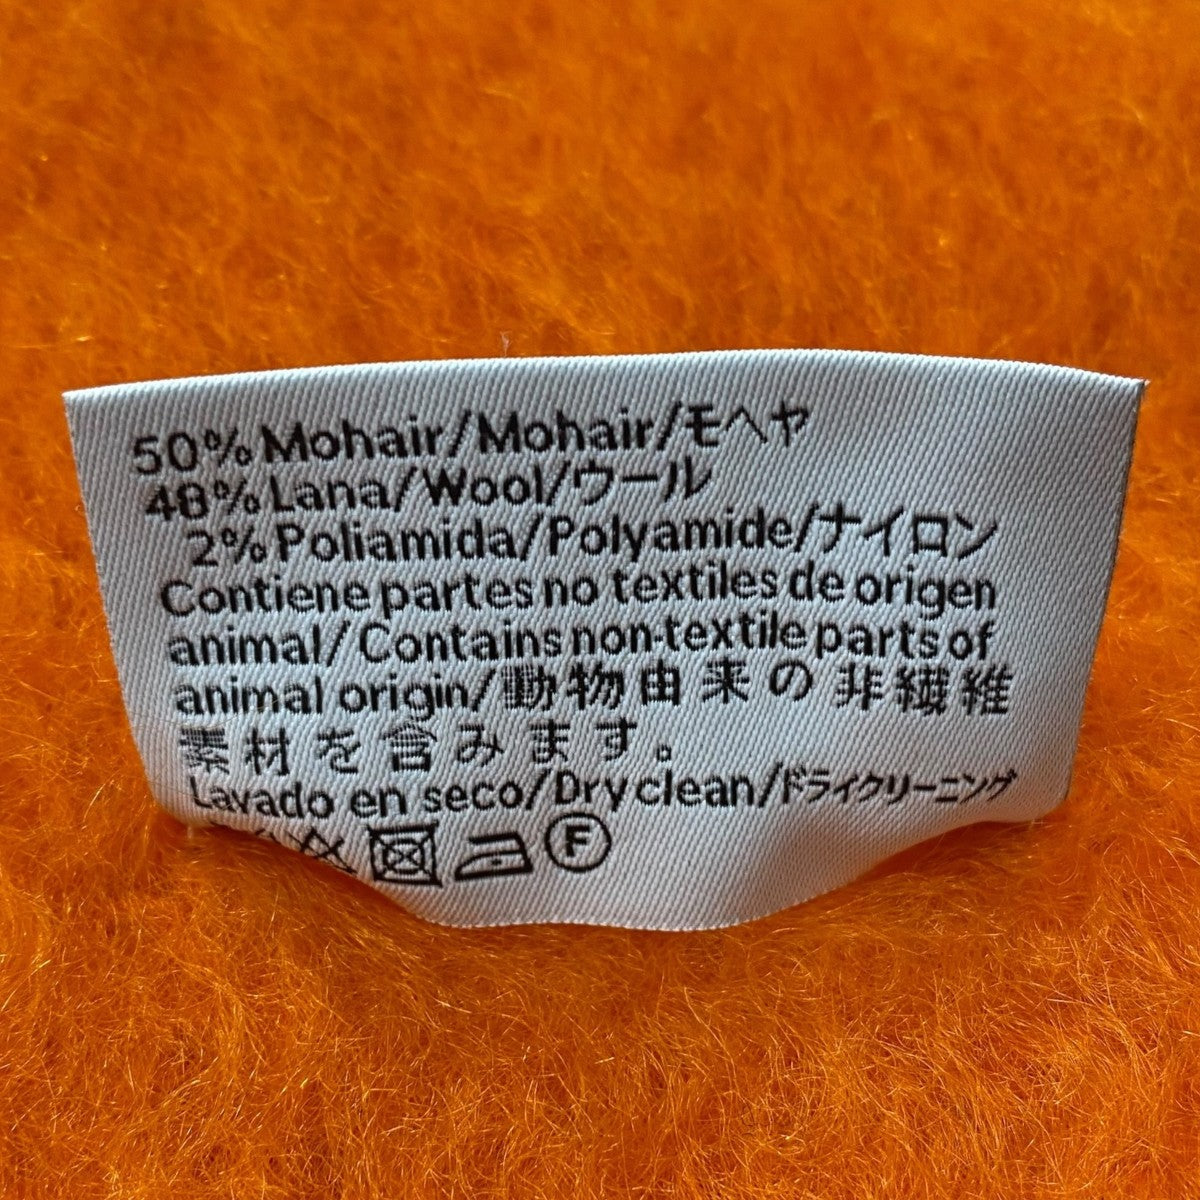 50% Mohair/Mohair/モヘヤ
48% Lana/Wool/ウール
2% Poliamida/Polyamide/ナイロン
Contiene partes no textiles de origen
animal/Contains non-textile parts of
animal origin/動物由来の非繊維
素材を含みます。
Lavado en seco/Dry clean/ドライクリーニング
F